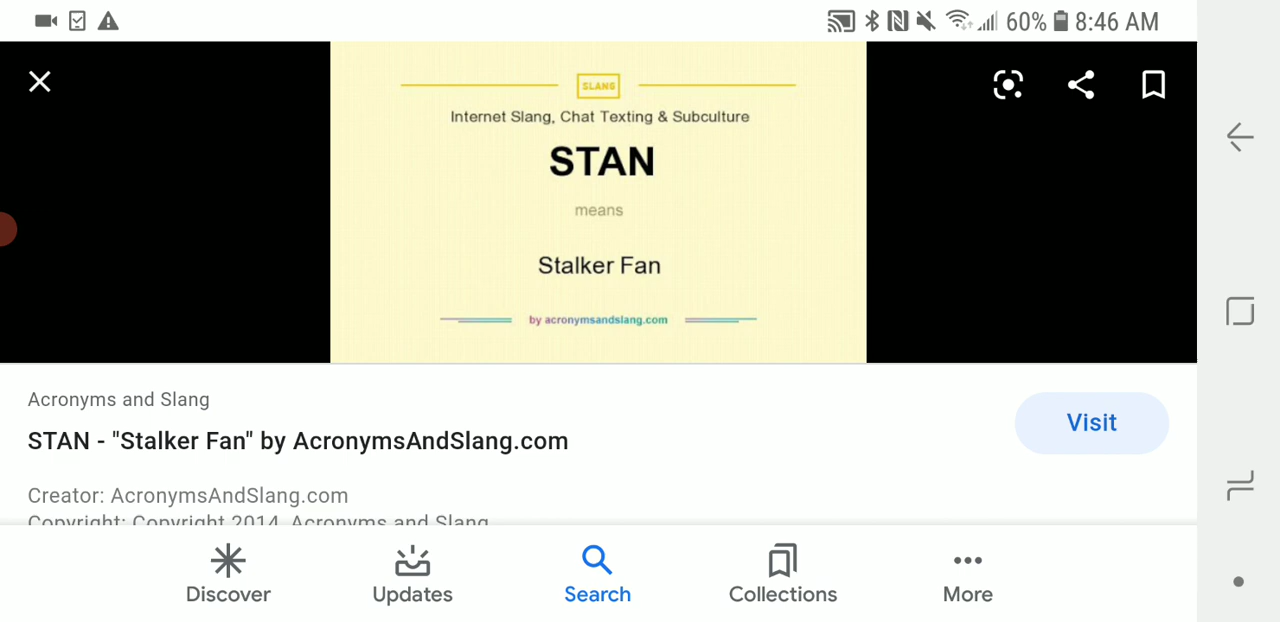 60% 8:46 AM
SLANG
Internet Slang, Chat Texting & Subculture
STAN
means
Stalker Fan
by acronymsandslang.com
Acronyms and Slang
STAN - "Stalker Fan" by AcronymsAndSlang.com
Visit
Creator: AcronymsAndSlang.com
Copyright: Copyright 2014, Acronyms and Slang
Discover
Updates
Search
Collections
More